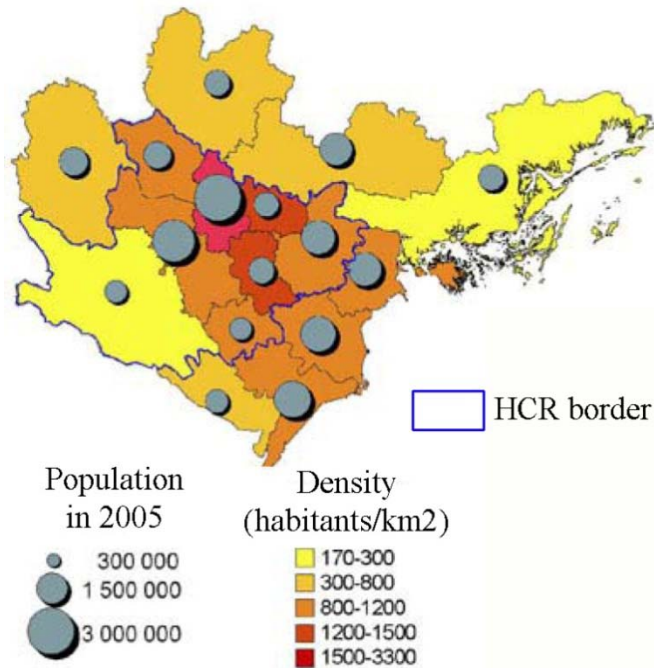 HCR border
Population
in 2005
300 000
1 500 000
3 000 000
Density
(habitants/km2)
170-300
300-800
800-1200
1200-1500
1500-3300